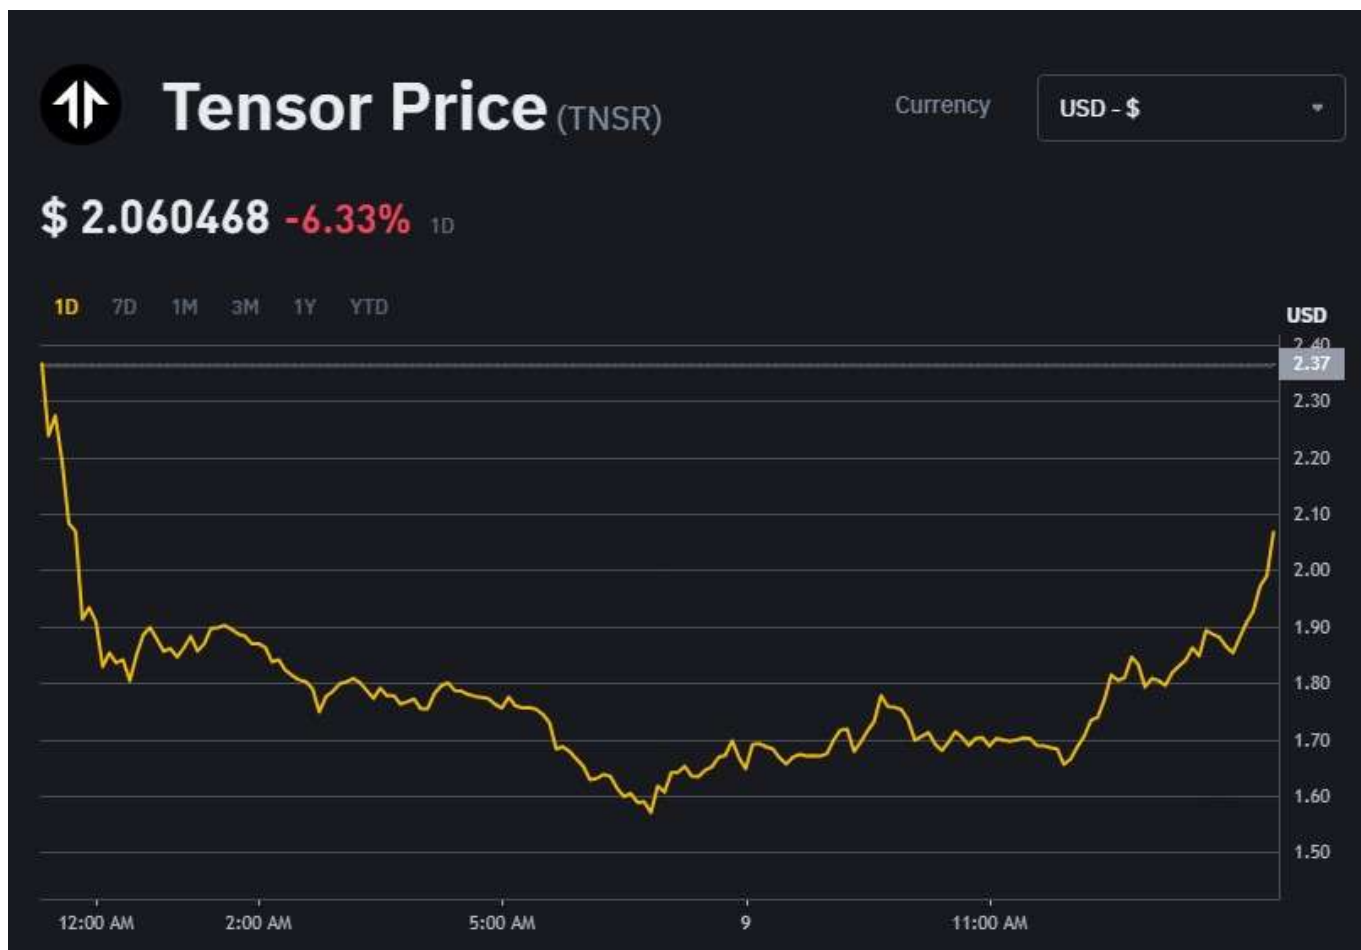 Tensor Price (TNSR)
Currency
USD - $
$ 2.060468 -6.33% 1D
1D 7D 1M 3M 1Y YTD
USD
2.40
2.37
2.30
2.20
2.10
2.00
1.90
1.80
1.70
1.60
1.50
12:00 AM 2:00 AM 5:00 AM 9 11:00 AM